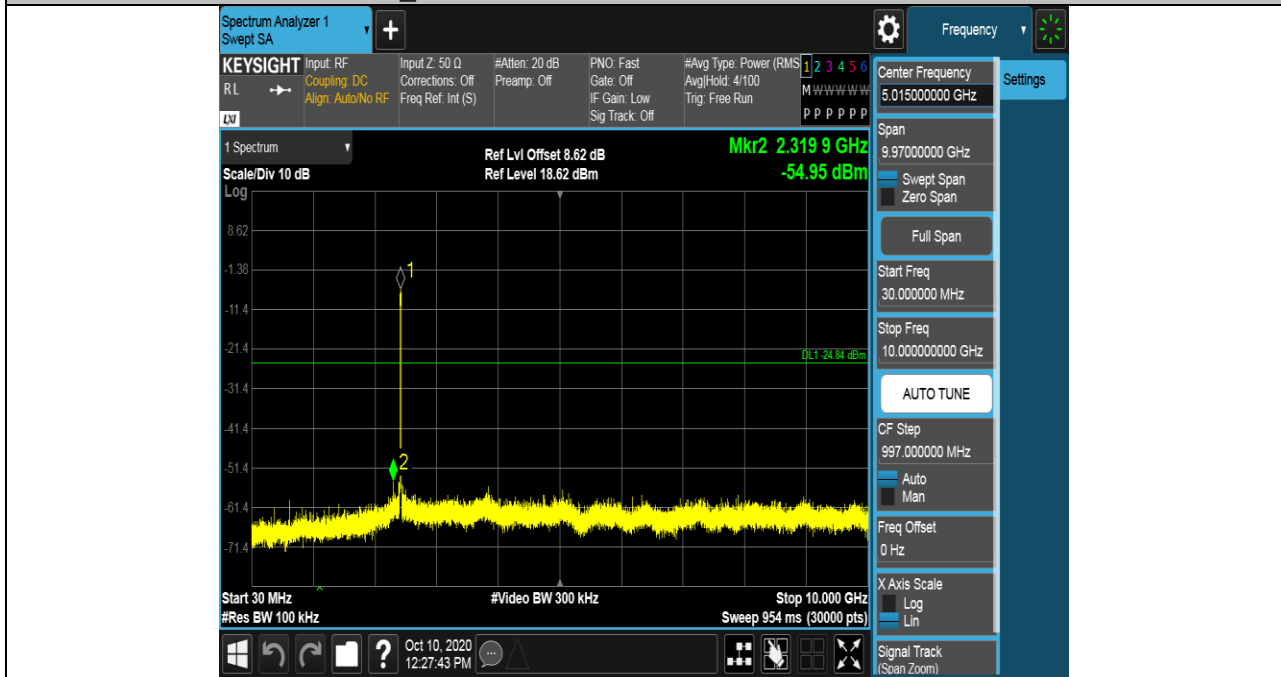 Spectrum Analyzer 1
Swept SA
+
Frequency
KEYSIGHT
RL
LXI
Input: RF
Coupling: DC
Align: Auto/No RF
Input Z: 50 Ω
Corrections: Off
Freq Ref: Int (S)
#Atten: 20 dB
Preamp: Off
PNO: Fast
Gate: Off
IF Gain: Low
Sig Track: Off
#Avg Type: Power (RMS
Avg|Hold: 4/100
Trig: Free Run
1 2 3 4 5 6
M W W W W W
P P P P P P
1 Spectrum
Scale/Div 10 dB
Ref Lvl Offset 8.62 dB
Ref Level 18.62 dBm
Mkr2 2.319 9 GHz
-54.95 dBm
Log
8.62
-1.38
-11.4
-21.4
-31.4
-41.4
-51.4
-61.4
-71.4
1
2
DL1 -24.84 dBm
Start 30 MHz
#Res BW 100 kHz
#Video BW 300 kHz
Stop 10.000 GHz
Sweep 954 ms (30000 pts)
Center Frequency
5.015000000 GHz
Settings
Span
9.97000000 GHz
Swept Span
Zero Span
Full Span
Start Freq
30.000000 MHz
Stop Freq
10.000000000 GHz
AUTO TUNE
CF Step
997.000000 MHz
Auto
Man
Freq Offset
0 Hz
X Axis Scale
Log
Lin
Signal Track
(Span Zoom)
?
Oct 10, 2020
12:27:43 PM